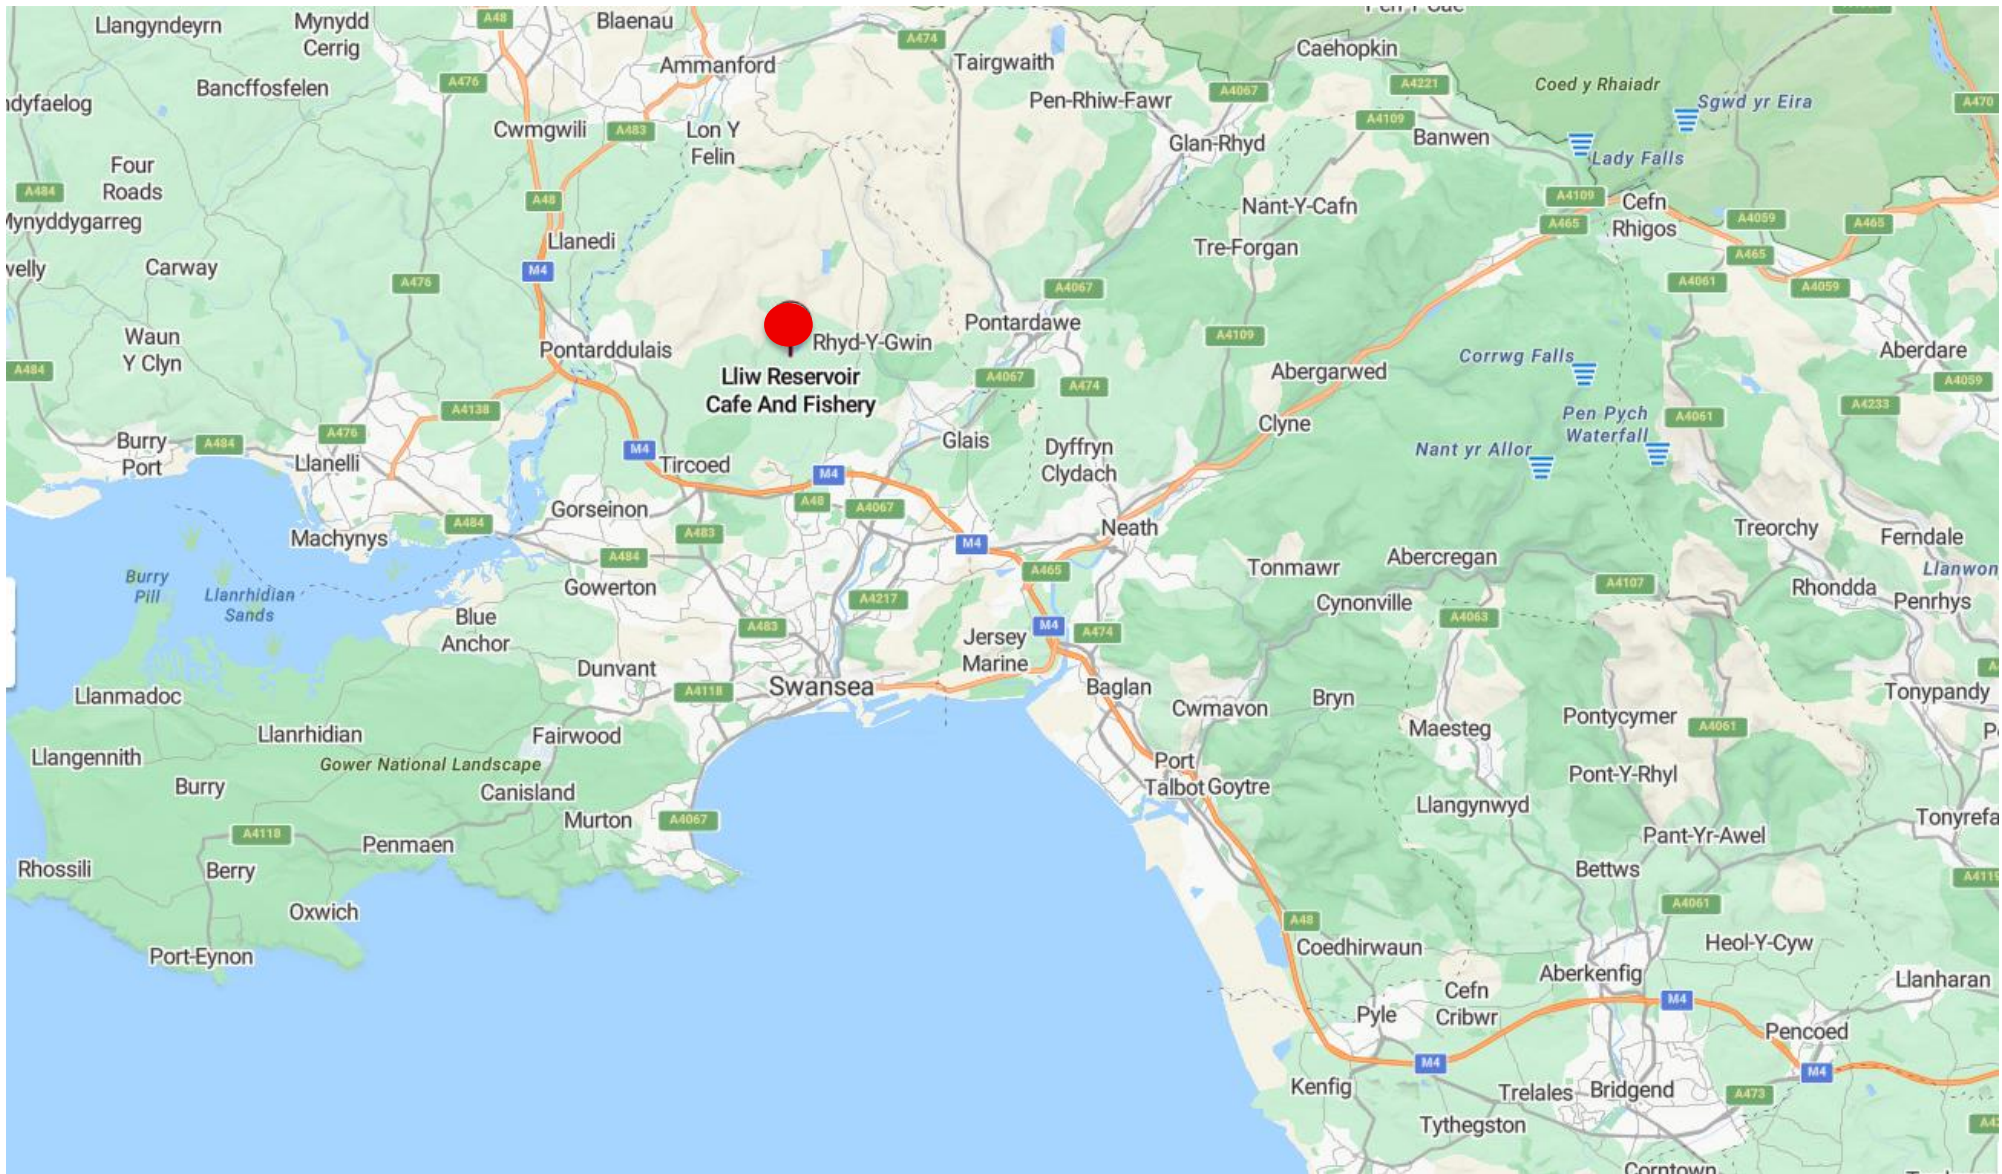 Llangyndeyrn
Mynydd
Cerrig
A48
Blaenau
A474
Ammanford
Tairgwaith
Caehopkin
Bancffosfelen
A476
Pen-Rhiw-Fawr
A4067
A4221
Coed y Rhaiadr
Sgwd yr Eira
A470
ndyfaelog
Cwmgwili
A483
Lon Y
Felin
Glan-Rhyd
A4109
Banwen
Lady Falls
Four
Roads
A484
A48
Nant-Y-Cafn
A4109
Cefn
Rhigos
A465
A4059
A465
Mynyddygarreg
Llanedi
Tre-Forgan
A465
velly
Carway
M4
A476
A4067
A4061
A4059
Waun
Y Clyn
Pontarddulais
Rhyd-Y-Gwin
Pontardawe
A4109
Corrwg Falls
Aberdare
A484
Lliw Reservoir
Cafe And Fishery
A4067
A474
Abergarwed
A4059
A4138
A4061
A4233
Burry
Port
A484
A476
Llanelli
M4
Tircoed
M4
Glais
Dyffryn
Clydach
Clyne
Pen Pych
Waterfall
Nant yr Allor
A48
A4067
Gorseinon
Machynys
A484
A483
M4
Neath
Treorchy
Ferndale
A484
Gowerton
A465
Tonmawr
Abercregan
A4107
Llanwon
Burry
Pill
Llanrhidian
Sands
Blue
Anchor
A4217
A483
M4
A474
Cynonville
A4063
Rhondda
Penrhys
Jersey
Marine
Dunvant
A4118
Swansea
Baglan
Llanmadoc
Cwmavon
Bryn
Tonypandy
Llanrhidian
Fairwood
Maesteg
Pontycymer
A4061
Llangennith
Gower National Landscape
Burry
Canisland
Port
Talbot
Goytre
Pont-Y-Rhyl
Murton
A4067
Llangynwyd
Tonyrefa
A4118
Penmaen
Pant-Yr-Awel
Rhossili
Berry
Bettws
A4119
Oxwich
A48
A4061
Port-Eynon
Coedhirwaun
Heol-Y-Cyw
Aberkenfig
Llanharan
Cefn
Cribwr
M4
Pyle
Pencoed
M4
M4
Kenfig
Trelales
Bridgend
A473
Tythegston
Corntown